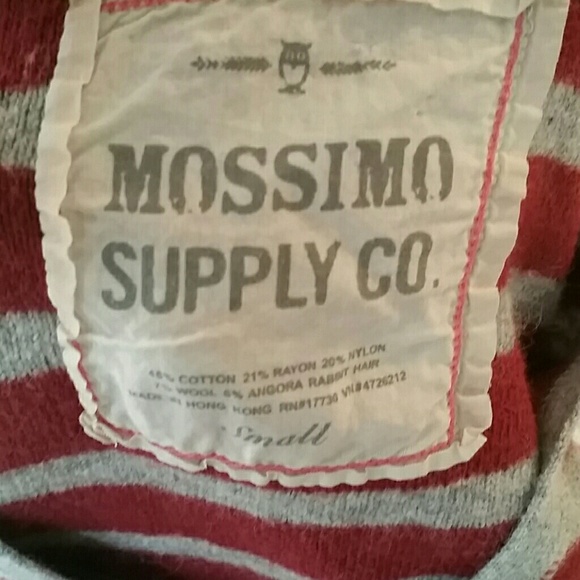 MOSSIMO
SUPPLY CO.
46% COTTON 21% RAYON 20% NYLON
7% WOOL 6% ANGORA RABBIT HAIR
MADE IN HONG KONG RN#17730 VN#4726212
Small